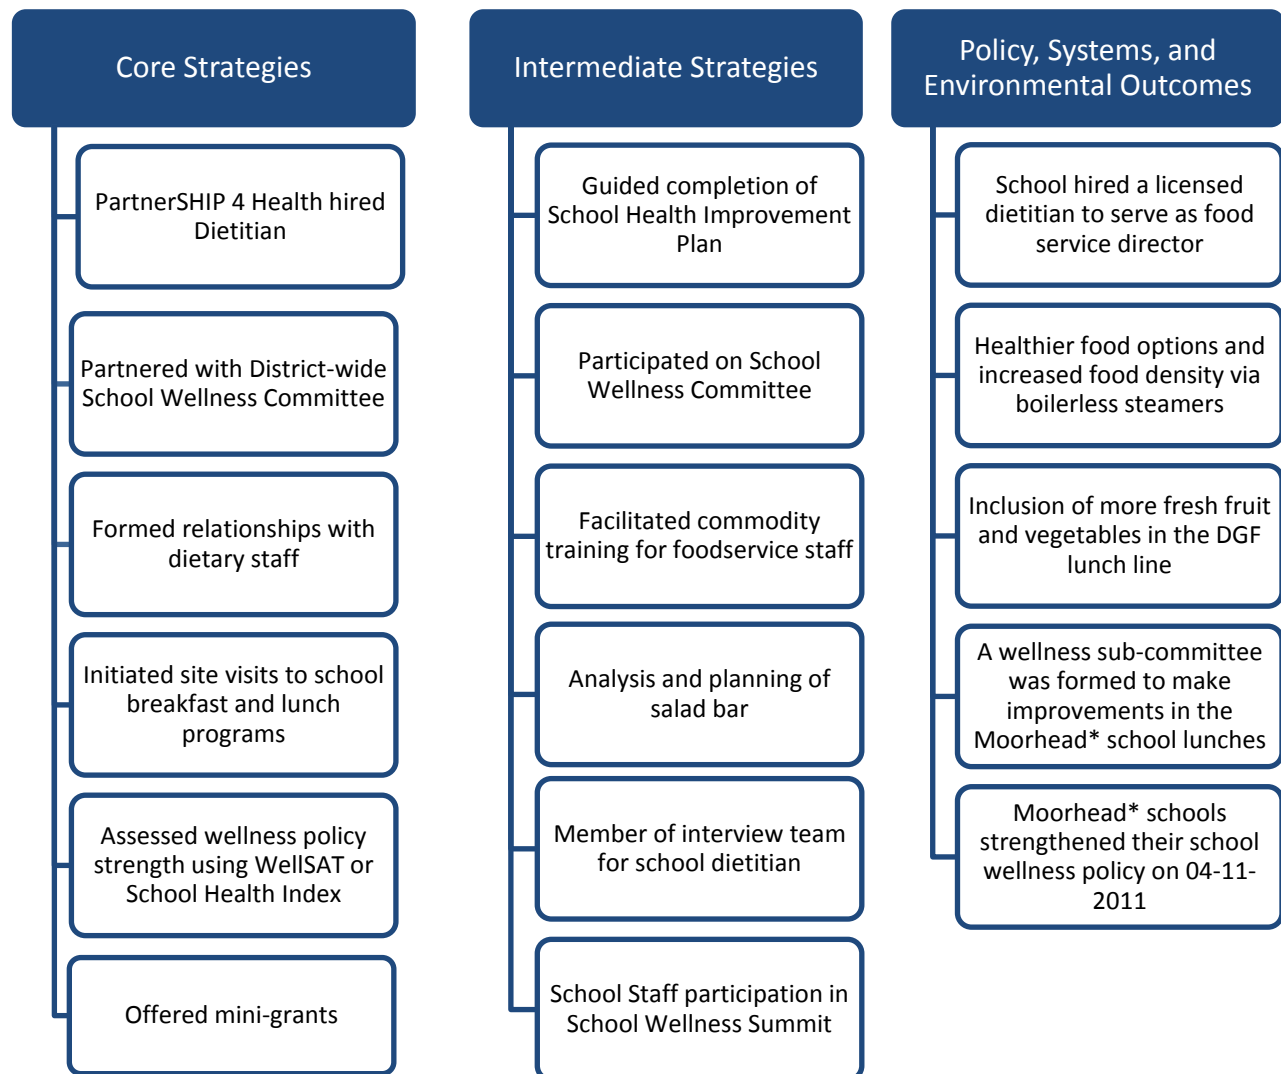 Core Strategies
PartnerSHIP 4 Health hired
Dietitian
Partnered with District-wide
School Wellness Committee
Formed relationships with
dietary staff
Initiated site visits to school
breakfast and lunch
programs
Assessed wellness policy
strength using WellSAT or
School Health Index
Offered mini-grants
Intermediate Strategies
Guided completion of
School Health Improvement
Plan
Participated on School
Wellness Committee
Facilitated commodity
training for foodservice staff
Analysis and planning of
salad bar
Member of interview team
for school dietitian
School Staff participation in
School Wellness Summit
Policy, Systems, and
Environmental Outcomes
School hired a licensed
dietitian to serve as food
service director
Healthier food options and
increased food density via
boilerless steamers
Inclusion of more fresh fruit
and vegetables in the DGF
lunch line
A wellness sub-committee
was formed to make
improvements in the
Moorhead* school lunches
Moorhead* schools
strengthened their school
wellness policy on 04-11-
2011